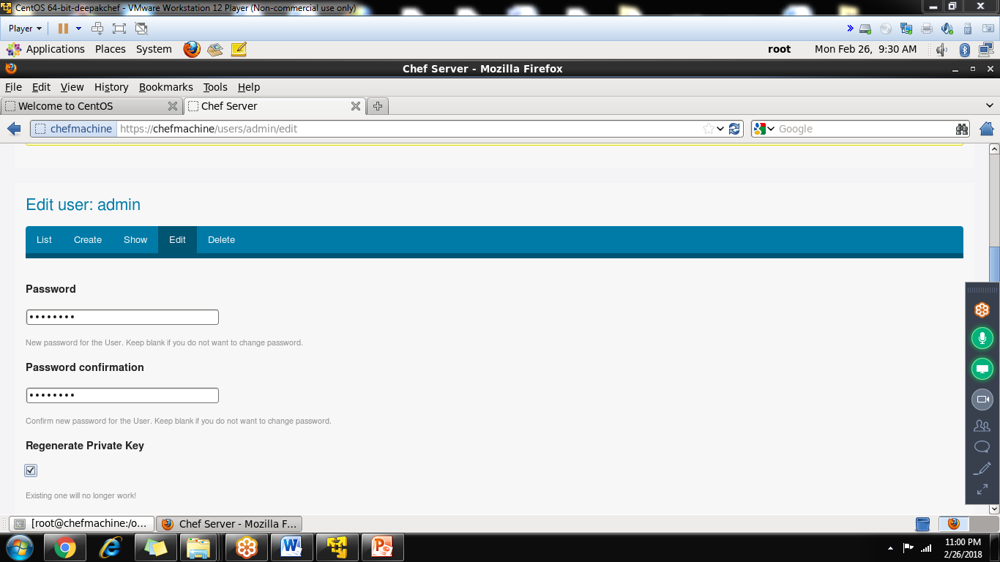 CentOS 64-bit-deepakchef - VMware Workstation 12 Player (Non-commercial use only)
Player
Applications Places System root Mon Feb 26, 9:30 AM
Chef Server - Mozilla Firefox
File Edit View History Bookmarks Tools Help
Welcome to CentOS Chef Server
chefmachine https://chefmachine/users/admin/edit Google
Edit user: admin
List Create Show Edit Delete
Password
New password for the User. Keep blank if you do not want to change password.
Password confirmation
Confirm new password for the User. Keep blank if you do not want to change password.
Regenerate Private Key
Existing one will no longer work!
[root@chefmachine:/o... Chef Server - Mozilla F...
11:00 PM
2/26/2018